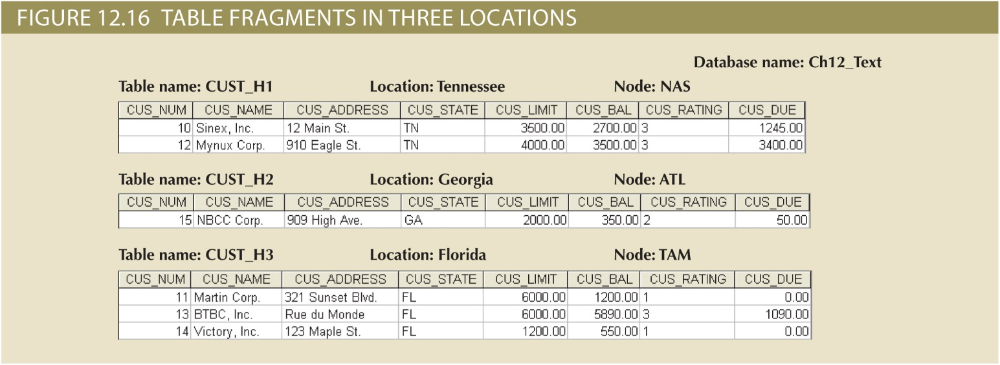 FIGURE 12.16 TABLE FRAGMENTS IN THREE LOCATIONS
Database name: Ch12_Text
Table name: CUST_H1 Location: Tennessee Node: NAS
CUS_NUM CUS_NAME CUS_ADDRESS CUS_STATE CUS_LIMIT CUS_BAL CUS_RATING CUS_DUE
10 Sinex, Inc. 12 Main St. TN 3500.00 2700.00 3 1245.00
12 Mynux Corp. 910 Eagle St. TN 4000.00 3500.00 3 3400.00
Table name: CUST_H2 Location: Georgia Node: ATL
CUS_NUM CUS_NAME CUS_ADDRESS CUS_STATE CUS_LIMIT CUS_BAL CUS_RATING CUS_DUE
15 NBCC Corp. 909 High Ave. GA 2000.00 350.00 2 50.00
Table name: CUST_H3 Location: Florida Node: TAM
CUS_NUM CUS_NAME CUS_ADDRESS CUS_STATE CUS_LIMIT CUS_BAL CUS_RATING CUS_DUE
11 Martin Corp. 321 Sunset Blvd. FL 6000.00 1200.00 1 0.00
13 BTBC, Inc. Rue du Monde FL 6000.00 5890.00 3 1090.00
14 Victory, Inc. 123 Maple St. FL 1200.00 550.00 1 0.00